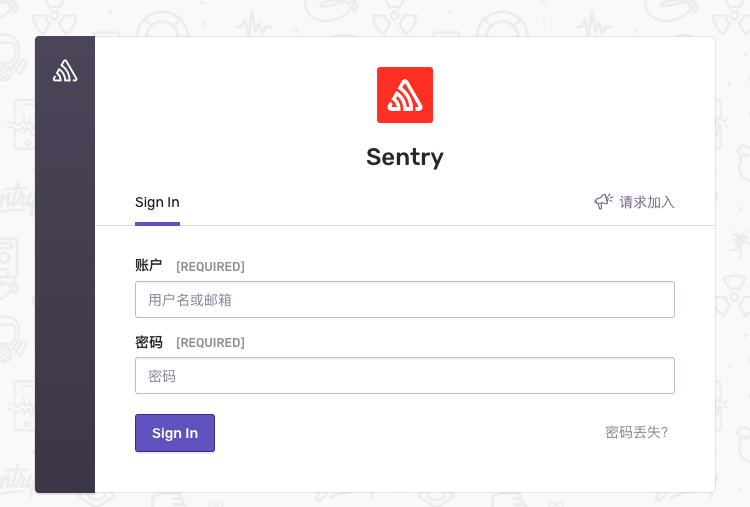 Sentry
Sign In
请求加入
账户 [REQUIRED]
用户名或邮箱
密码 [REQUIRED]
密码
Sign In
密码丢失?